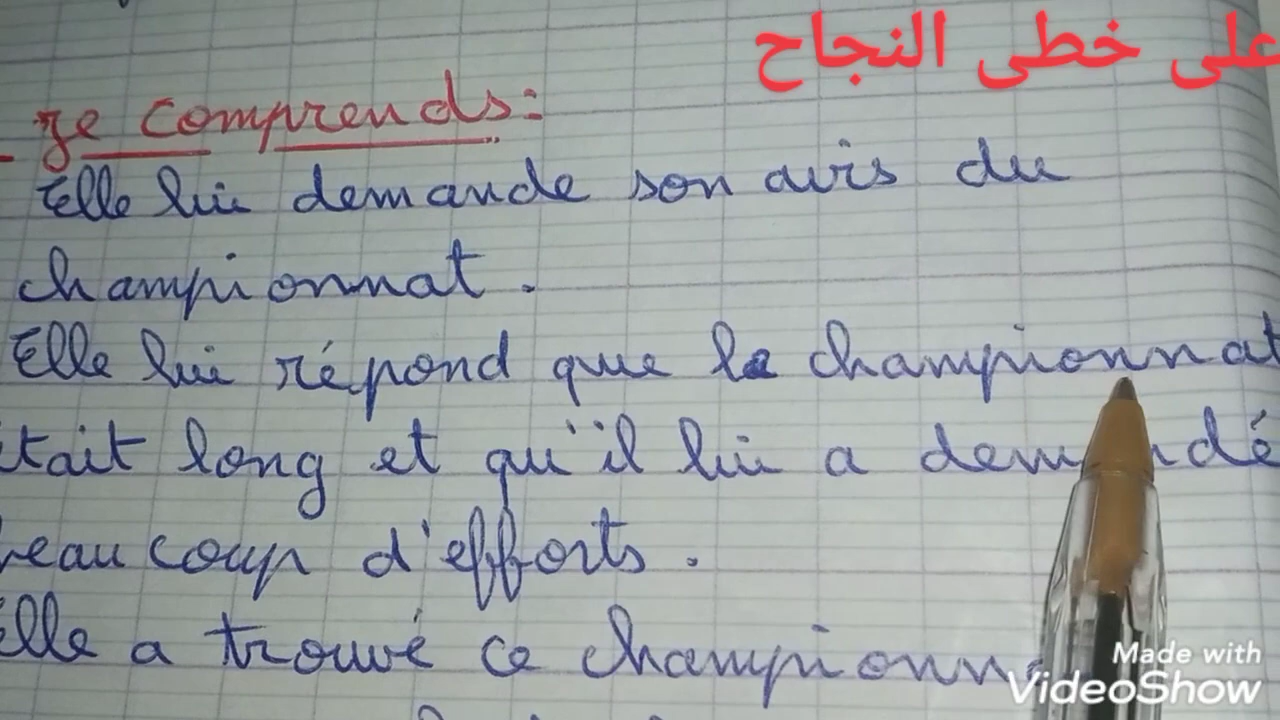 على خطى النجاح
Je comprends:
Elle lui demande son avis du
championnat.
Elle lui répond que le championnat
était long et qu'il lui a demandé
beaucoup d'efforts.
Elle a trouvé ce
Made with
VideoShow